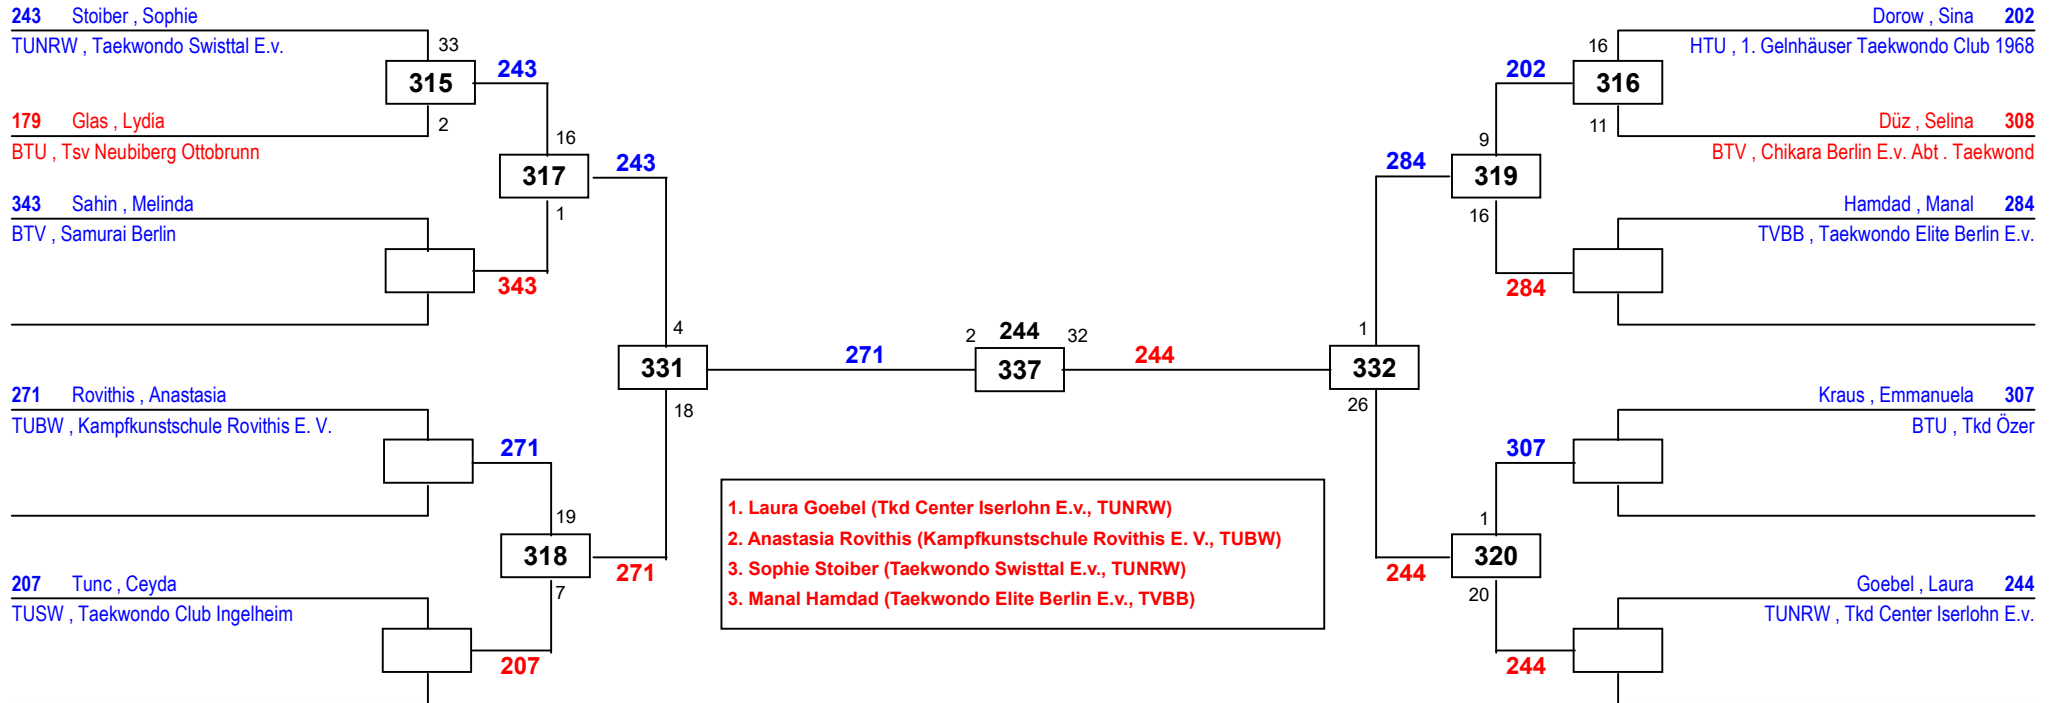 243 Stoiber , Sophie
TUNRW , Taekwondo Swisttal E.v.
33
315
243
2
179 Glas , Lydia
BTU , Tsv Neubiberg Ottobrunn
16
317
243
1
343 Sahin , Melinda
BTV , Samurai Berlin
343
4
331
271
18
271 Rovithis , Anastasia
TUBW , Kampfkunstschule Rovithis E. V.
271
19
318
271
7
207 Tunc , Ceyda
TUSW , Taekwondo Club Ingelheim
207
2 244 32
337
244
1. Laura Goebel (Tkd Center Iserlohn E.v., TUNRW)
2. Anastasia Rovithis (Kampfkunstschule Rovithis E. V., TUBW)
3. Sophie Stoiber (Taekwondo Swisttal E.v., TUNRW)
3. Manal Hamdad (Taekwondo Elite Berlin E.v., TVBB)
Dorow , Sina 202
HTU , 1. Gelnhäuser Taekwondo Club 1968
16
202
316
11
Düz , Selina 308
BTV , Chikara Berlin E.v. Abt . Taekwond
9
284
319
16
Hamdad , Manal 284
TVBB , Taekwondo Elite Berlin E.v.
284
1
332
26
Kraus , Emmanuela 307
BTU , Tkd Özer
307
1
320
244
20
Goebel , Laura 244
TUNRW , Tkd Center Iserlohn E.v.
244